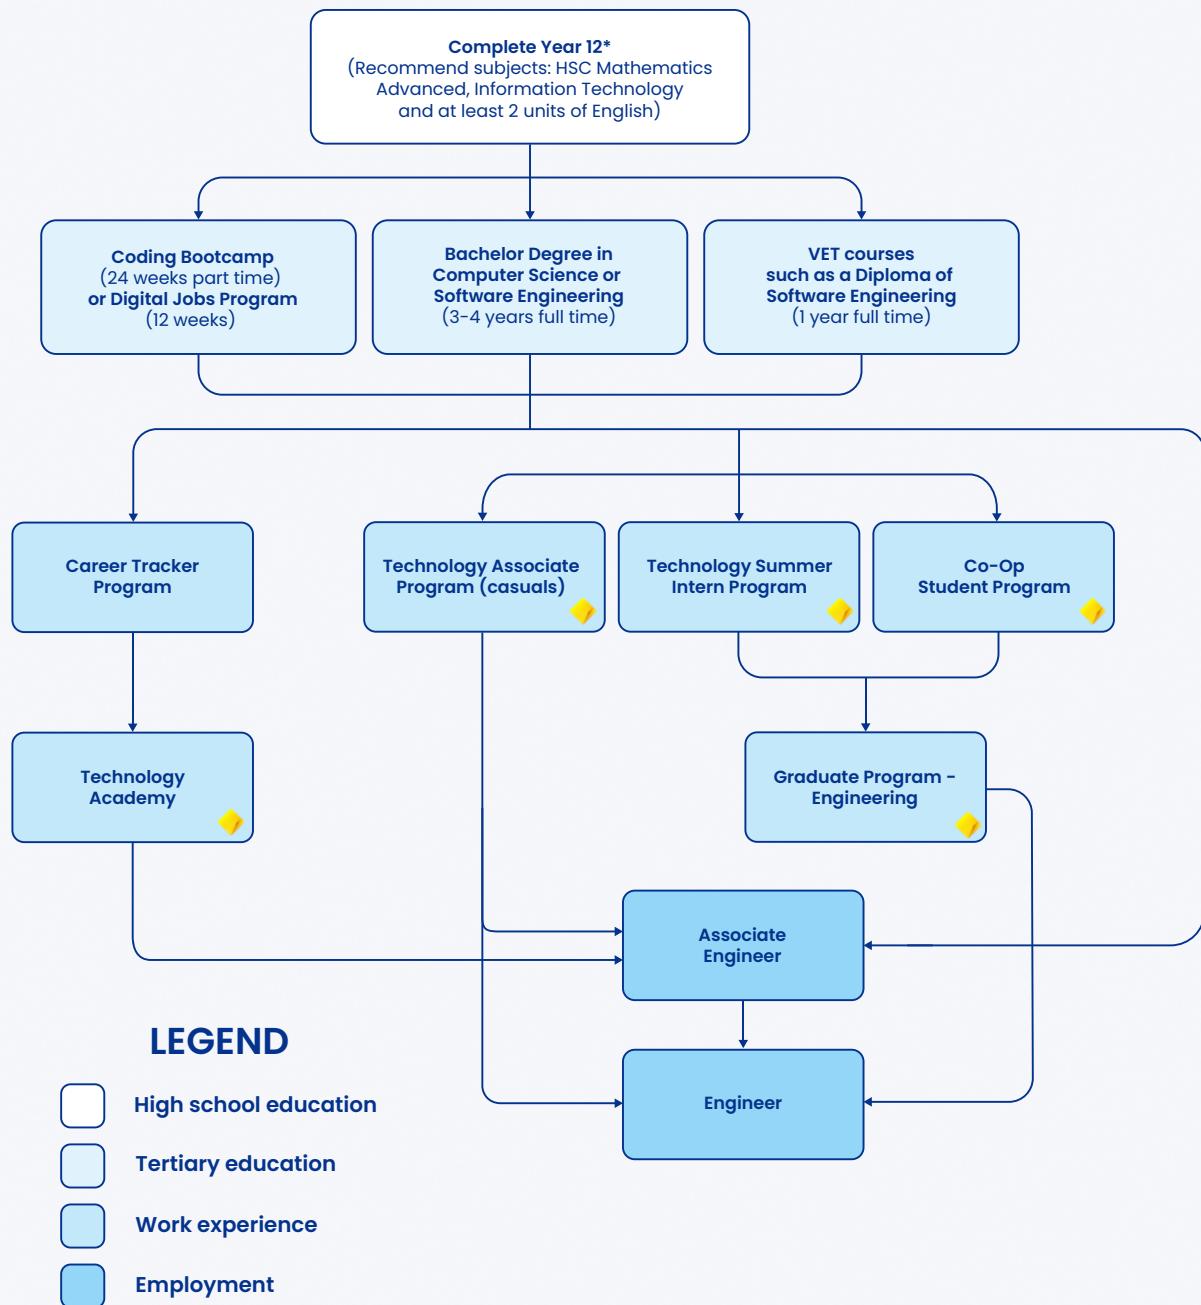 Complete Year 12*
(Recommend subjects: HSC Mathematics
Advanced, Information Technology
and at least 2 units of English)
Coding Bootcamp
(24 weeks part time)
or Digital Jobs Program
(12 weeks)
Bachelor Degree in
Computer Science or
Software Engineering
(3-4 years full time)
VET courses
such as a Diploma of
Software Engineering
(1 year full time)
Career Tracker
Program
Technology Associate
Program (casuals)
Technology Summer
Intern Program
Co-Op
Student Program
Technology
Academy
Graduate Program -
Engineering
Associate
Engineer
Engineer
LEGEND
High school education
Tertiary education
Work experience
Employment